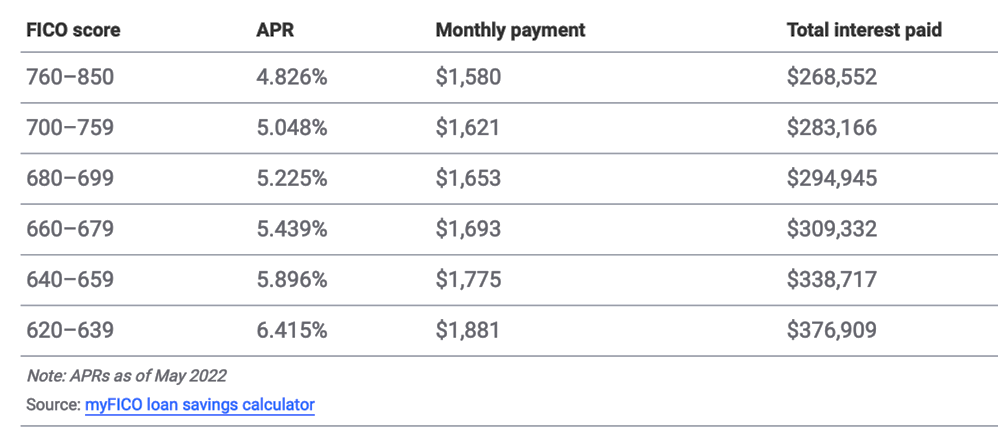 FICO score APR Monthly payment Total interest paid
760–850 4.826% $1,580 $268,552
700–759 5.048% $1,621 $283,166
680–699 5.225% $1,653 $294,945
660–679 5.439% $1,693 $309,332
640–659 5.896% $1,775 $338,717
620–639 6.415% $1,881 $376,909
Note: APRs as of May 2022
Source: myFICO loan savings calculator